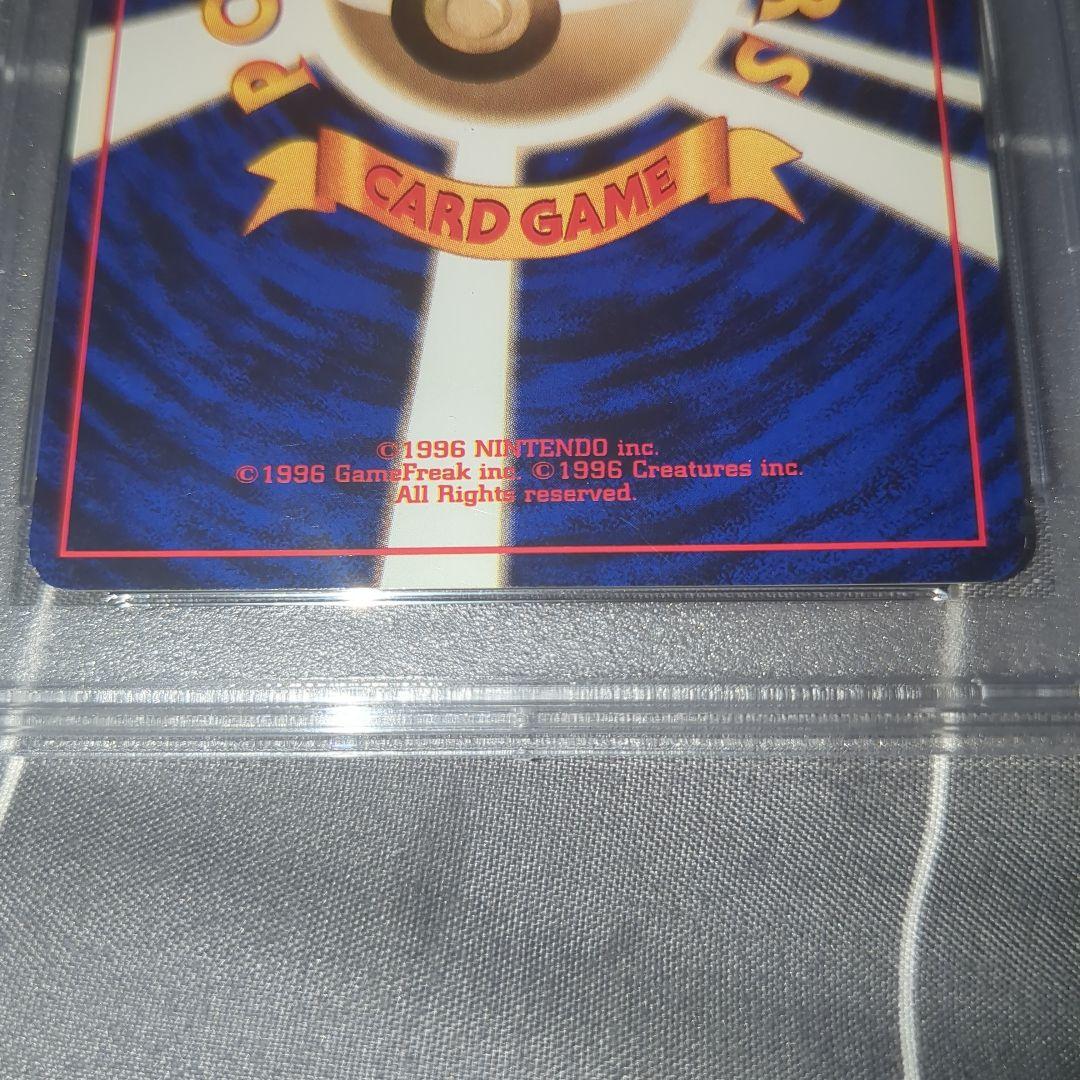 CARD GAME
©1996 NINTENDO inc.
©1996 GameFreak inc. ©1996 Creatures inc.
All Rights reserved.